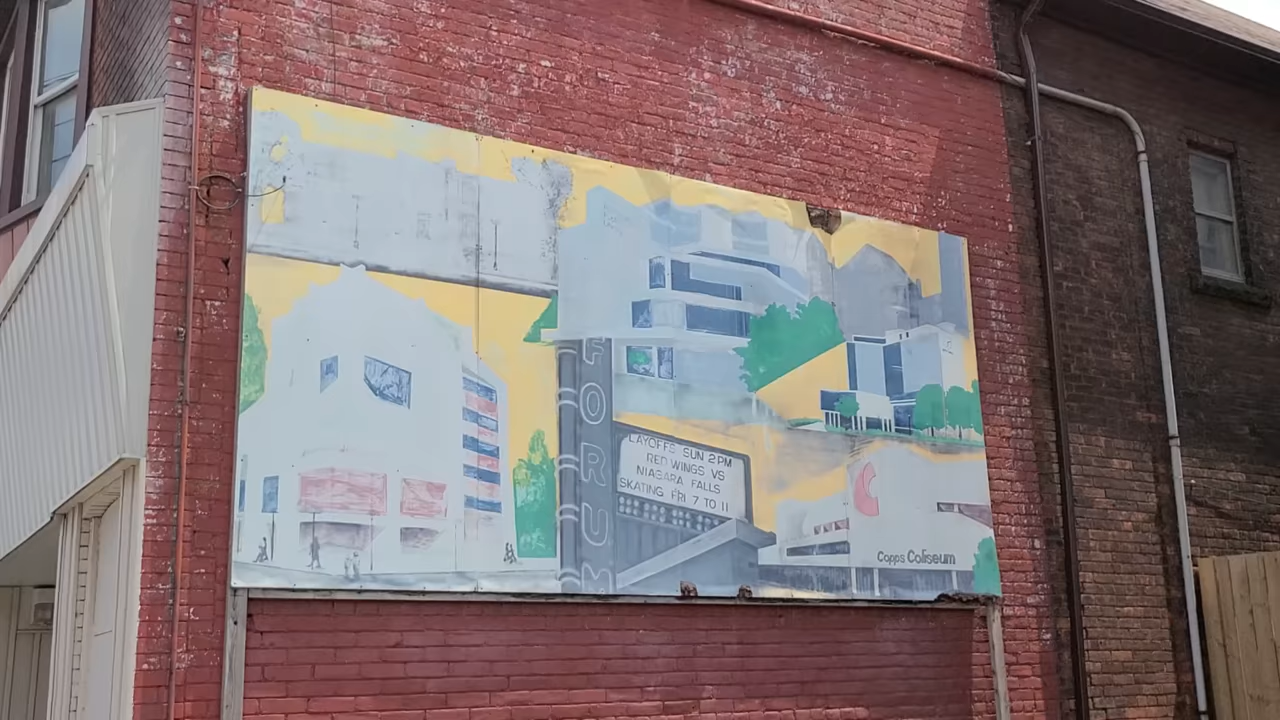 FORUM
LAYOFFS SUN 2PM
RED WINGS VS
NIAGARA FALLS
SKATING FRI 7 TO 11
Copps Coliseum